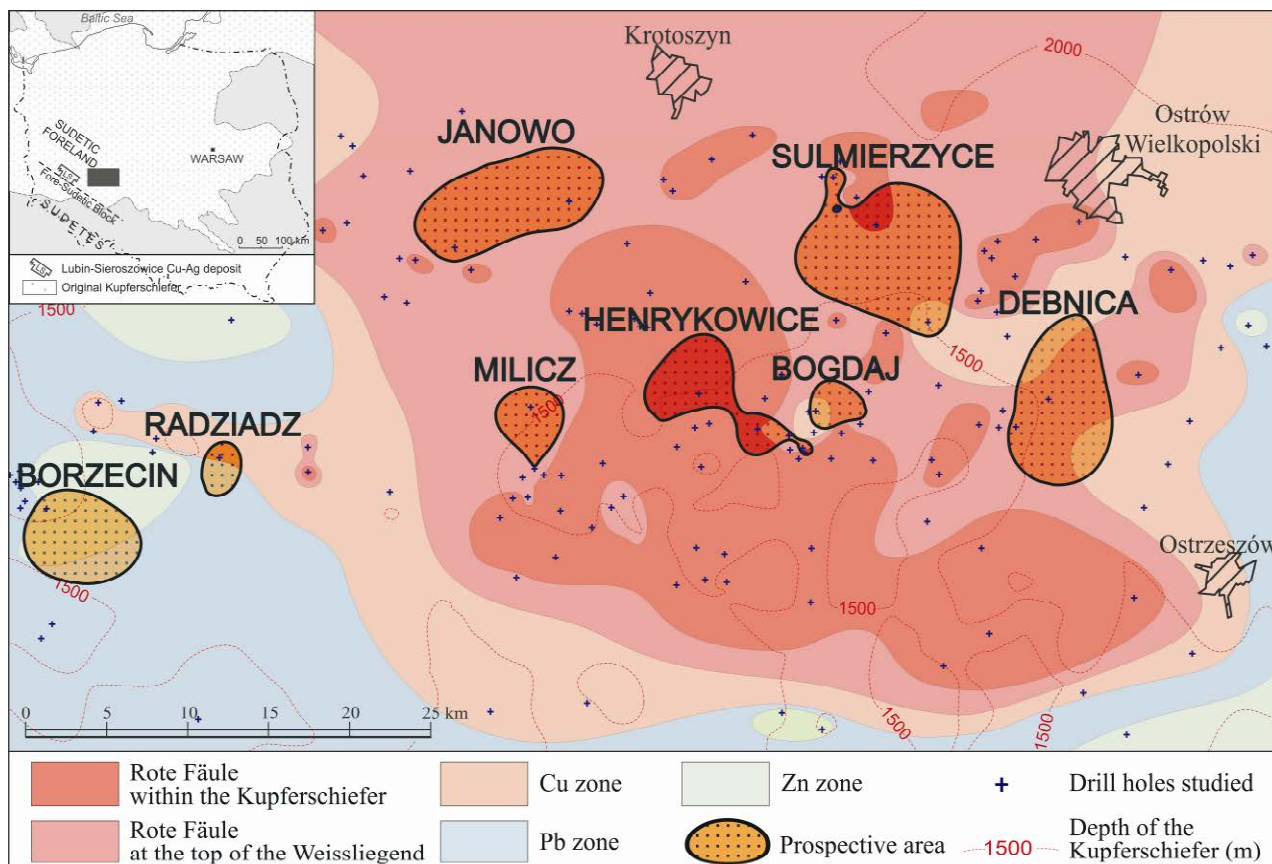 Baltic Sea
SUDETIC
FORELAND
WARSAW
LSD
Fore-Sudetic Block
SUDETES
0 50 100 km
LSD
Lubin-Sieroszowice Cu-Ag deposit
Original Kupferschiefer
Krotoszyn
2000
JANOWO
Ostrów
Wielkopolski
SULMIERZYCE
1500
HENRYKOWICE
DEBNICA
MILICZ
BOGDAJ
1500
1500
RADZIADZ
BORZECIN
Ostrzeszów
1500
1500
1500
1500
0 5 10 15 20 25 km
Rote Fäule
within the Kupferschiefer
Cu zone
Zn zone
Drill holes studied
Rote Fäule
at the top of the Weissliegend
Pb zone
Prospective area
1500
Depth of the
Kupferschiefer (m)